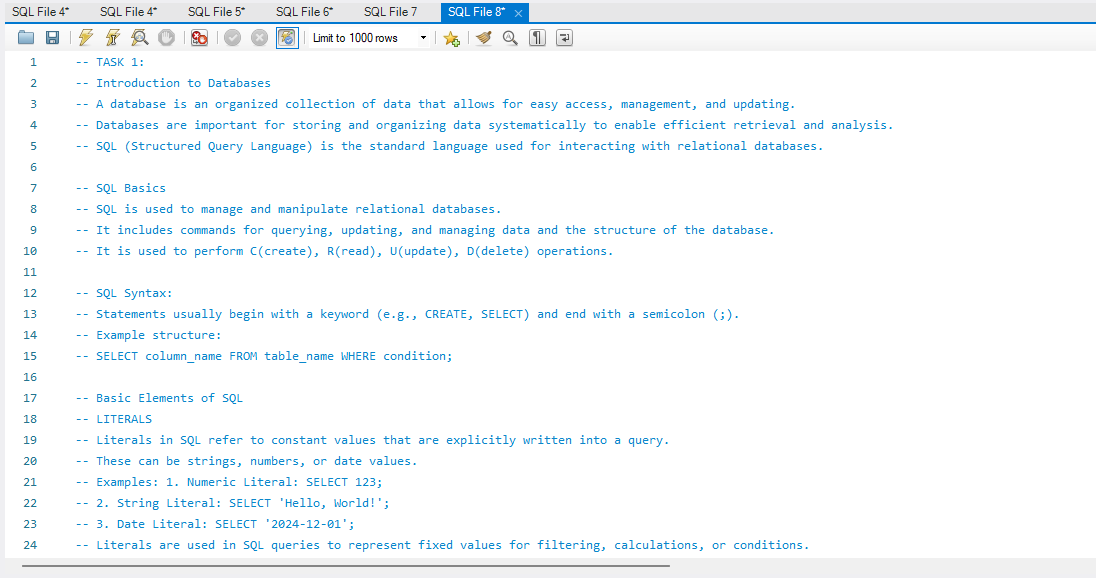 SQL File 4* SQL File 4* SQL File 5* SQL File 6* SQL File 7 SQL File 8*
Limit to 1000 rows
1 -- TASK 1:
2 -- Introduction to Databases
3 -- A database is an organized collection of data that allows for easy access, management, and updating.
4 -- Databases are important for storing and organizing data systematically to enable efficient retrieval and analysis.
5 -- SQL (Structured Query Language) is the standard language used for interacting with relational databases.
6
7 -- SQL Basics
8 -- SQL is used to manage and manipulate relational databases.
9 -- It includes commands for querying, updating, and managing data and the structure of the database.
10 -- It is used to perform C(create), R(read), U(update), D(delete) operations.
11
12 -- SQL Syntax:
13 -- Statements usually begin with a keyword (e.g., CREATE, SELECT) and end with a semicolon (;).
14 -- Example structure:
15 -- SELECT column_name FROM table_name WHERE condition;
16
17 -- Basic Elements of SQL
18 -- LITERALS
19 -- Literals in SQL refer to constant values that are explicitly written into a query.
20 -- These can be strings, numbers, or date values.
21 -- Examples: 1. Numeric Literal: SELECT 123;
22 -- 2. String Literal: SELECT 'Hello, World!';
23 -- 3. Date Literal: SELECT '2024-12-01';
24 -- Literals are used in SQL queries to represent fixed values for filtering, calculations, or conditions.